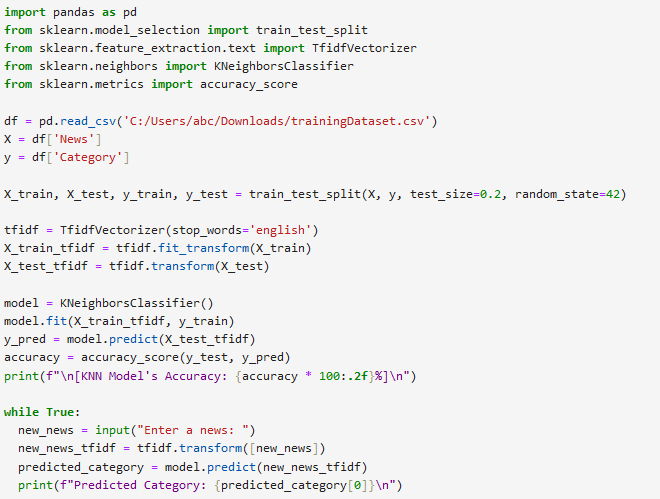 import pandas as pd
from sklearn.model_selection import train_test_split
from sklearn.feature_extraction.text import TfidfVectorizer
from sklearn.neighbors import KNeighborsClassifier
from sklearn.metrics import accuracy_score

df = pd.read_csv('C:/Users/abc/Downloads/trainingDataset.csv')
X = df['News']
y = df['Category']

X_train, X_test, y_train, y_test = train_test_split(X, y, test_size=0.2, random_state=42)

tfidf = TfidfVectorizer(stop_words='english')
X_train_tfidf = tfidf.fit_transform(X_train)
X_test_tfidf = tfidf.transform(X_test)

model = KNeighborsClassifier()
model.fit(X_train_tfidf, y_train)
y_pred = model.predict(X_test_tfidf)
accuracy = accuracy_score(y_test, y_pred)
print(f"\n[KNN Model's Accuracy: {accuracy * 100:.2f}%]\n")

while True:
  new_news = input("Enter a news: ")
  new_news_tfidf = tfidf.transform([new_news])
  predicted_category = model.predict(new_news_tfidf)
  print(f"Predicted Category: {predicted_category[0]}\n")